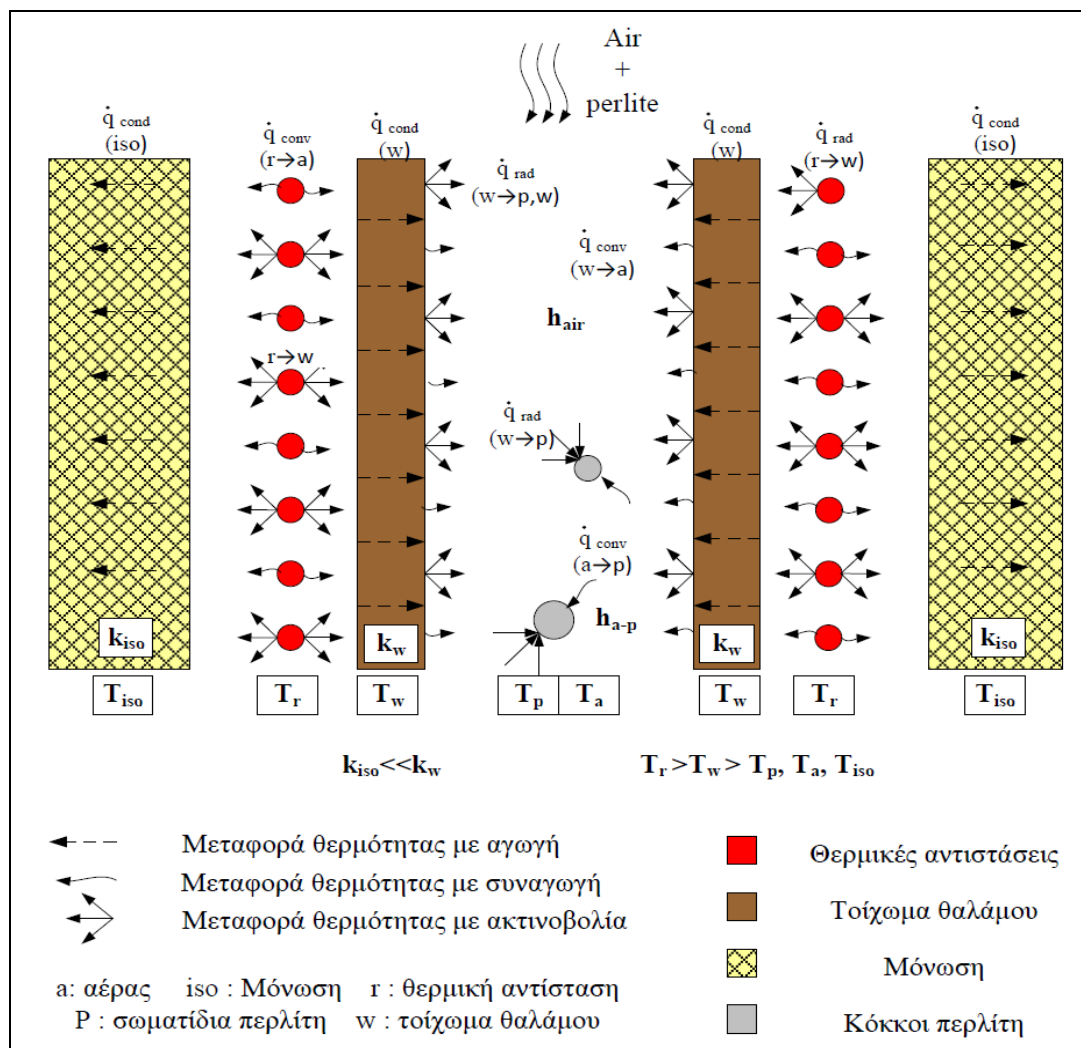 Air
+
perlite
q̇ cond
(iso)
q̇ conv
(r→a)
q̇ cond
(w)
q̇ rad
(w→p,w)
q̇ cond
(w)
q̇ rad
(r→w)
q̇ cond
(iso)
q̇ conv
(w→a)
h_air
r→w
q̇ rad
(w→p)
q̇ conv
(a→p)
h_a-p
k_iso
k_w
k_w
k_iso
T_iso T_r T_w T_p T_a T_w T_r T_iso
k_iso<<k_w T_r >T_w > T_p, T_a, T_iso
Μεταφορά θερμότητας με αγωγή
Μεταφορά θερμότητας με συναγωγή
Μεταφορά θερμότητας με ακτινοβολία
a: αέρας iso : Μόνωση r : θερμική αντίσταση
P : σωματίδια περλίτη w : τοίχωμα θαλάμου
Θερμικές αντιστάσεις
Τοίχωμα θαλάμου
Μόνωση
Κόκκοι περλίτη